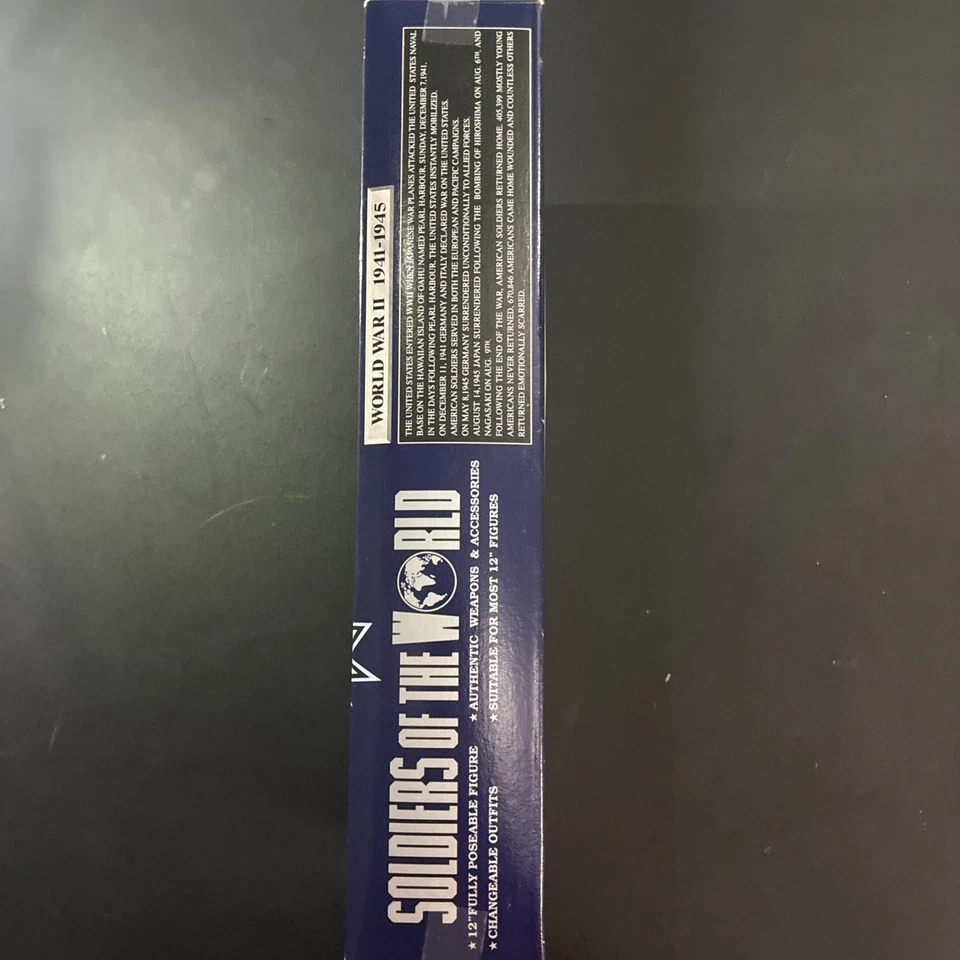 SOLDIERS OF THE WORLD
★ 12" FULLY POSEABLE FIGURE ★ AUTHENTIC WEAPONS & ACCESSORIES
★ CHANGEABLE OUTFITS ★ SUITABLE FOR MOST 12" FIGURES
WORLD WAR II 1941-1945
THE UNITED STATES ENTERED WWII WHEN JAPANESE WAR PLANES ATTACKED THE UNITED STATES NAVAL
BASE ON THE HAWAIIAN ISLAND OF OAHU NAMED PEARL HARBOUR, SUNDAY, DECEMBER 7,1941.
IN THE DAYS FOLLOWING PEARL HARBOUR, THE UNITED STATES INSTANTLY MOBILIZED.
ON DECEMBER 11, 1941 GERMANY AND ITALY DECLARED WAR ON THE UNITED STATES.
AMERICAN SOLDIERS SERVED IN BOTH THE EUROPEAN AND PACIFIC CAMPAIGNS.
ON MAY 8,1945 GERMANY SURRENDERED UNCONDITIONALLY TO ALLIED FORCES.
AUGUST 14,1945 JAPAN SURRENDERED FOLLOWING THE BOMBING OF HIROSHIMA ON AUG. 6TH, AND
NAGASAKI ON AUG. 9TH.
FOLLOWING THE END OF THE WAR, AMERICAN SOLDIERS RETURNED HOME. 405,399 MOSTLY YOUNG
AMERICANS NEVER RETURNED, 670,846 AMERICANS CAME HOME WOUNDED AND COUNTLESS OTHERS
RETURNED EMOTIONALLY SCARRED.